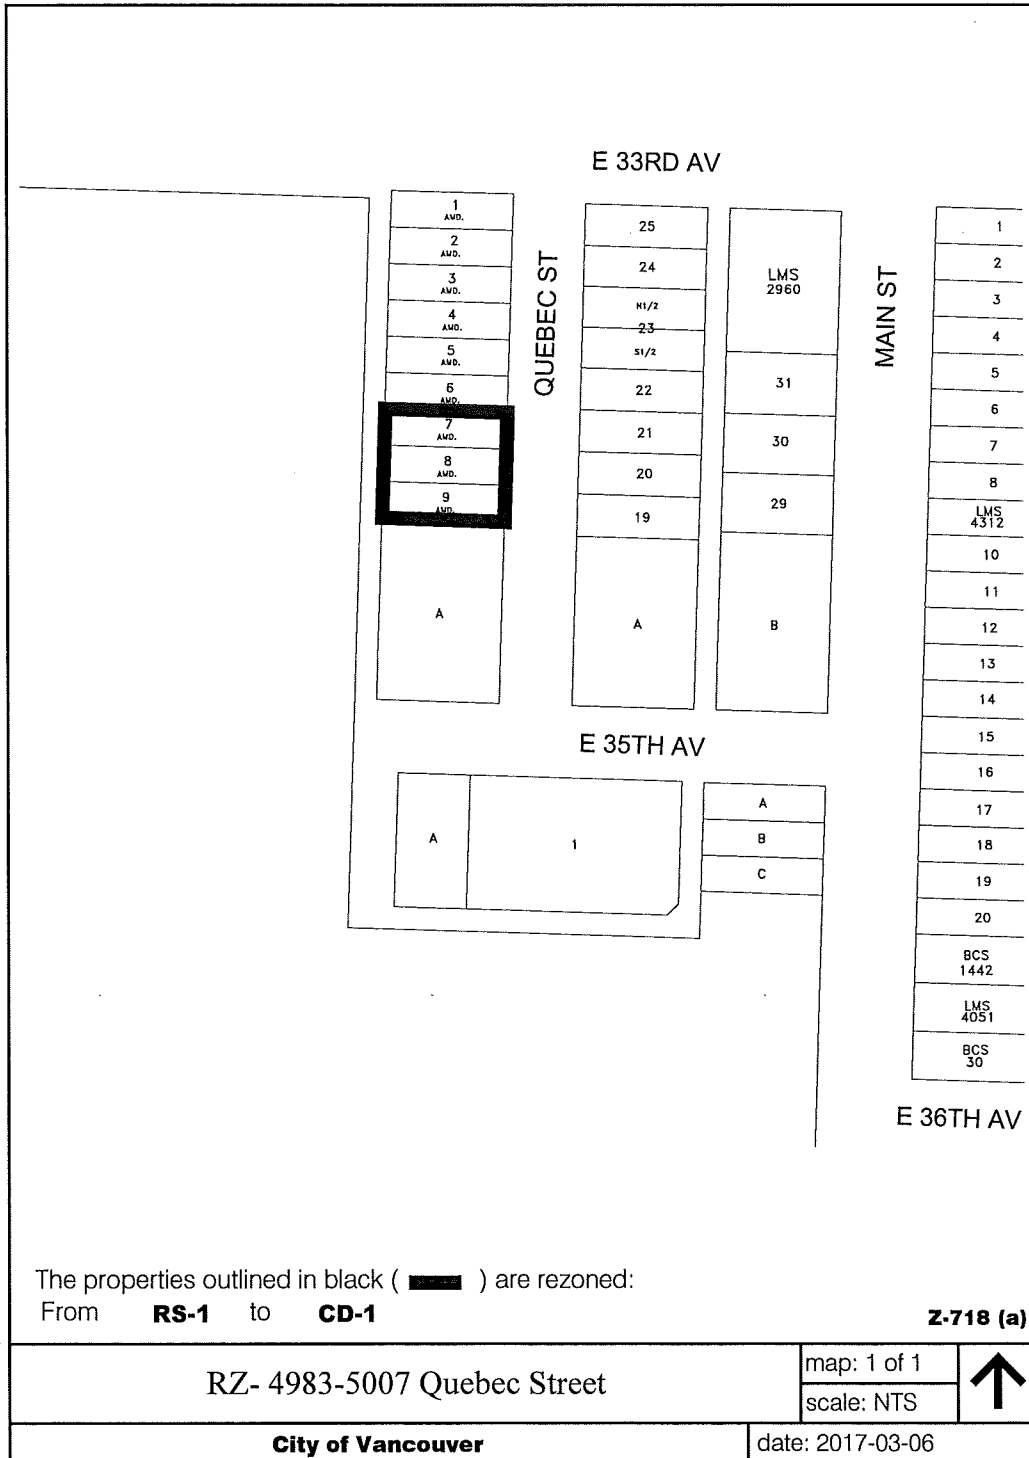 E 33RD AV
1
AMD.
2
AMD.
3
AMD.
4
AMD.
5
AMD.
6
AMD.
7
AMD.
8
AMD.
9
AMD.
A
QUEBEC ST
25
24
N1/2
23
S1/2
22
21
20
19
A
LMS
2960
31
30
29
B
MAIN ST
1
2
3
4
5
6
7
8
LMS
4312
10
11
12
13
14
15
16
17
18
19
20
BCS
1442
LMS
4051
BCS
30
E 35TH AV
A
1
A
B
C
E 36TH AV
The properties outlined in black ( ) are rezoned:
From RS-1 to CD-1
Z-718 (a)
RZ- 4983-5007 Quebec Street
map: 1 of 1
scale: NTS
City of Vancouver
date: 2017-03-06